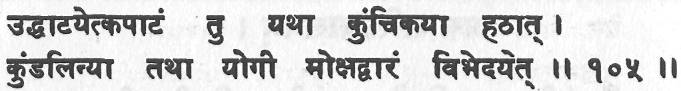 उद्घाटयेत्कपाटं तु यथा कुंचिकया हठात् ।
कुंडलिन्या तथा योगी मोक्षद्वारं विभेदयेत् ।। १०५ ।।